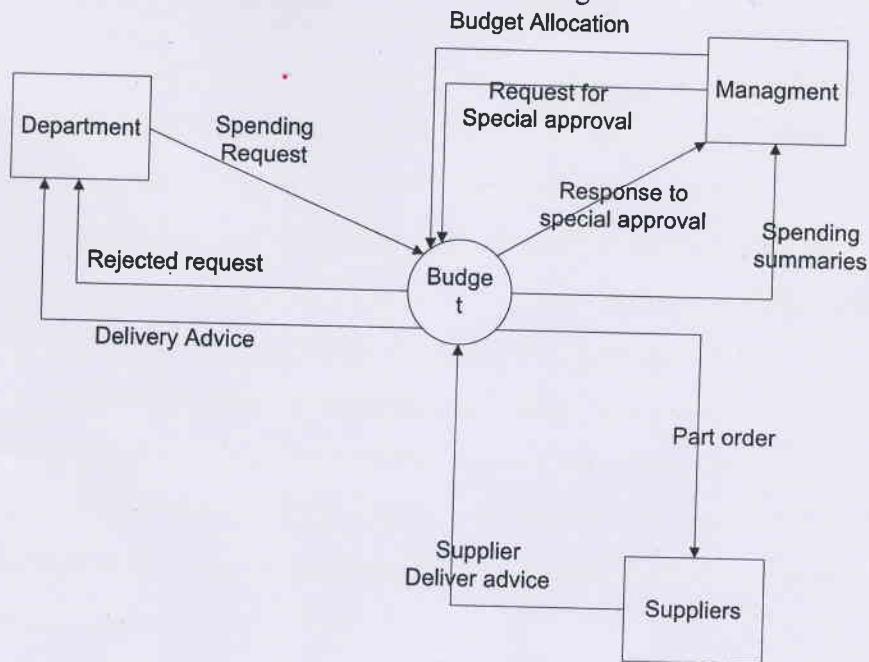 Budget Allocation
Managment
Request for
Special approval
Department
Spending
Request
Response to
special approval
Spending
summaries
Rejected request
Budge
t
Delivery Advice
Part order
Supplier
Deliver advice
Suppliers